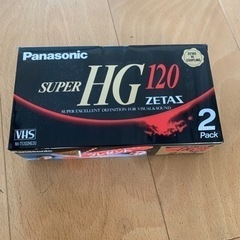 Panasonic
SUPER HG 120
ZETAS
SUPER EXCELLENT DEFINITION FOR VISUAL & SOUND
VHS
2
Pack